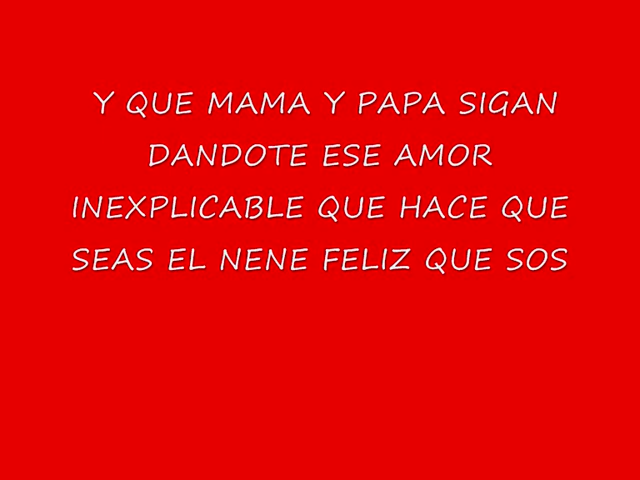 Y QUE MAMA Y PAPA SIGAN
DANDOTE ESE AMOR
INEXPLICABLE QUE HACE QUE
SEAS EL NENE FELIZ QUE SOS